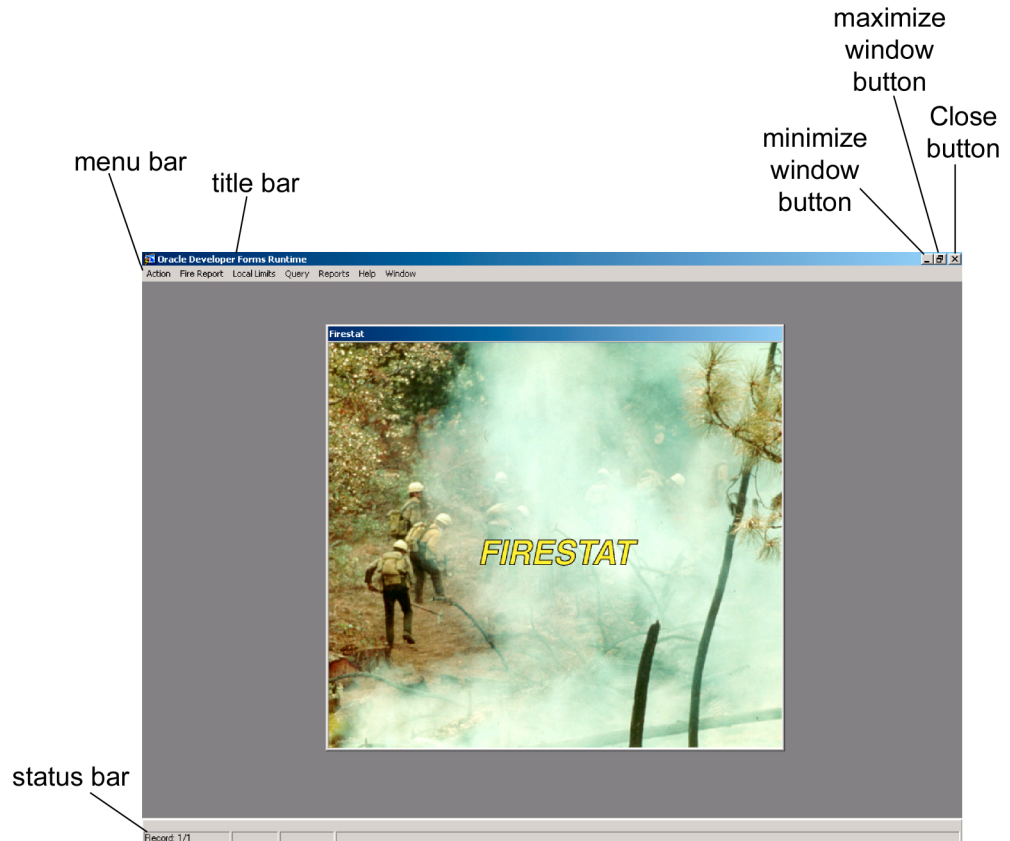 maximize
window
button
Close
button
minimize
window
button
menu bar
title bar
Oracle Developer Forms Runtime
Action Fire Report Local Limits Query Reports Help Window
Firestat
FIRESTAT
status bar
Record: 1/1